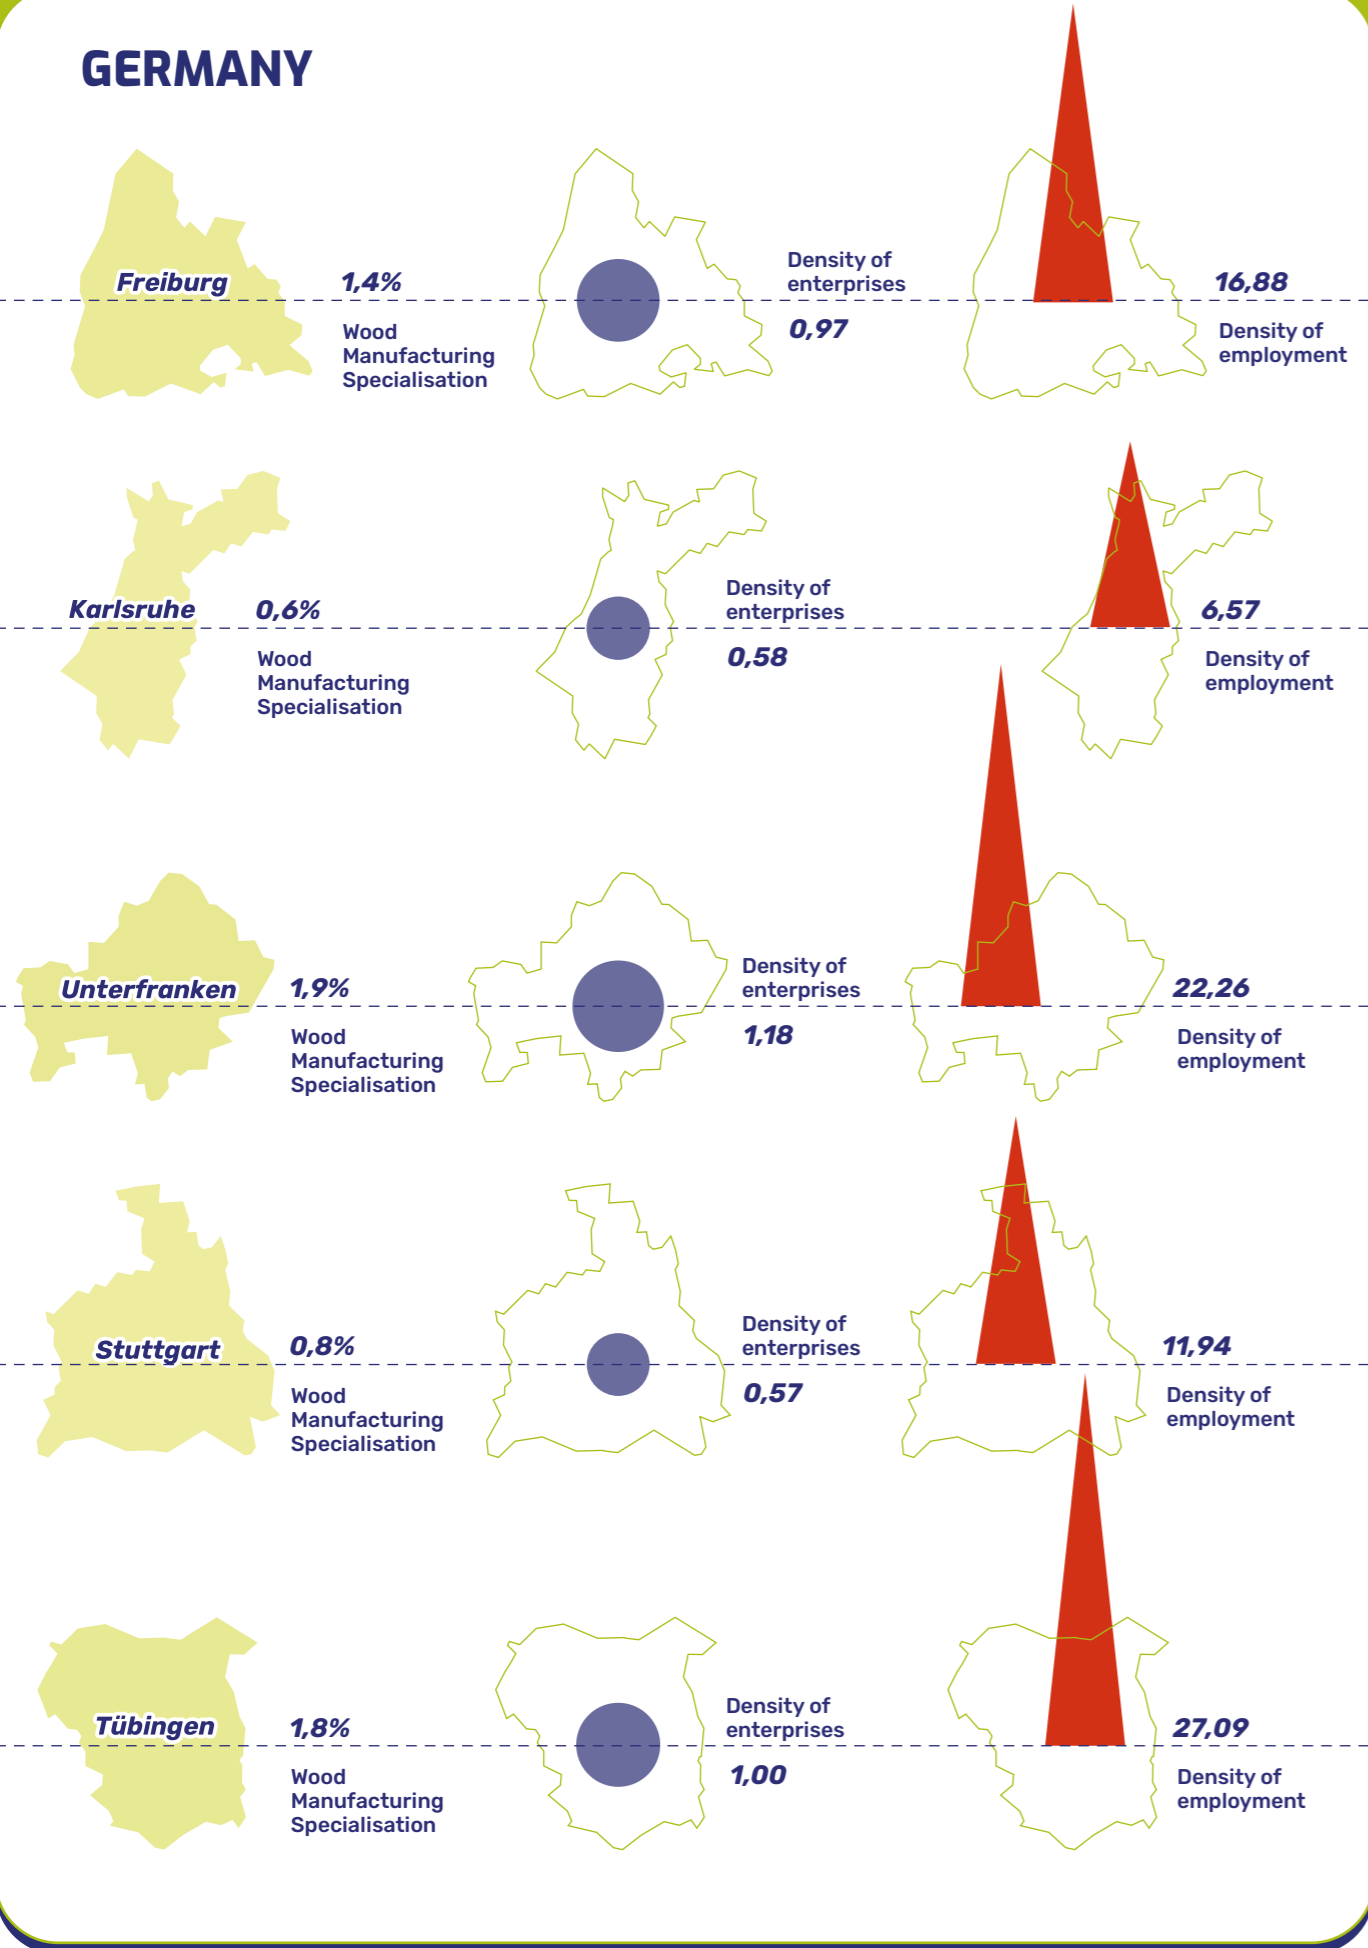 GERMANY
Freiburg
1,4%
Wood
Manufacturing
Specialisation
Density of
enterprises
0,97
16,88
Density of
employment
Karlsruhe
0,6%
Wood
Manufacturing
Specialisation
Density of
enterprises
0,58
6,57
Density of
employment
Unterfranken
1,9%
Wood
Manufacturing
Specialisation
Density of
enterprises
1,18
22,26
Density of
employment
Stuttgart
0,8%
Wood
Manufacturing
Specialisation
Density of
enterprises
0,57
11,94
Density of
employment
Tübingen
1,8%
Wood
Manufacturing
Specialisation
Density of
enterprises
1,00
27,09
Density of
employment